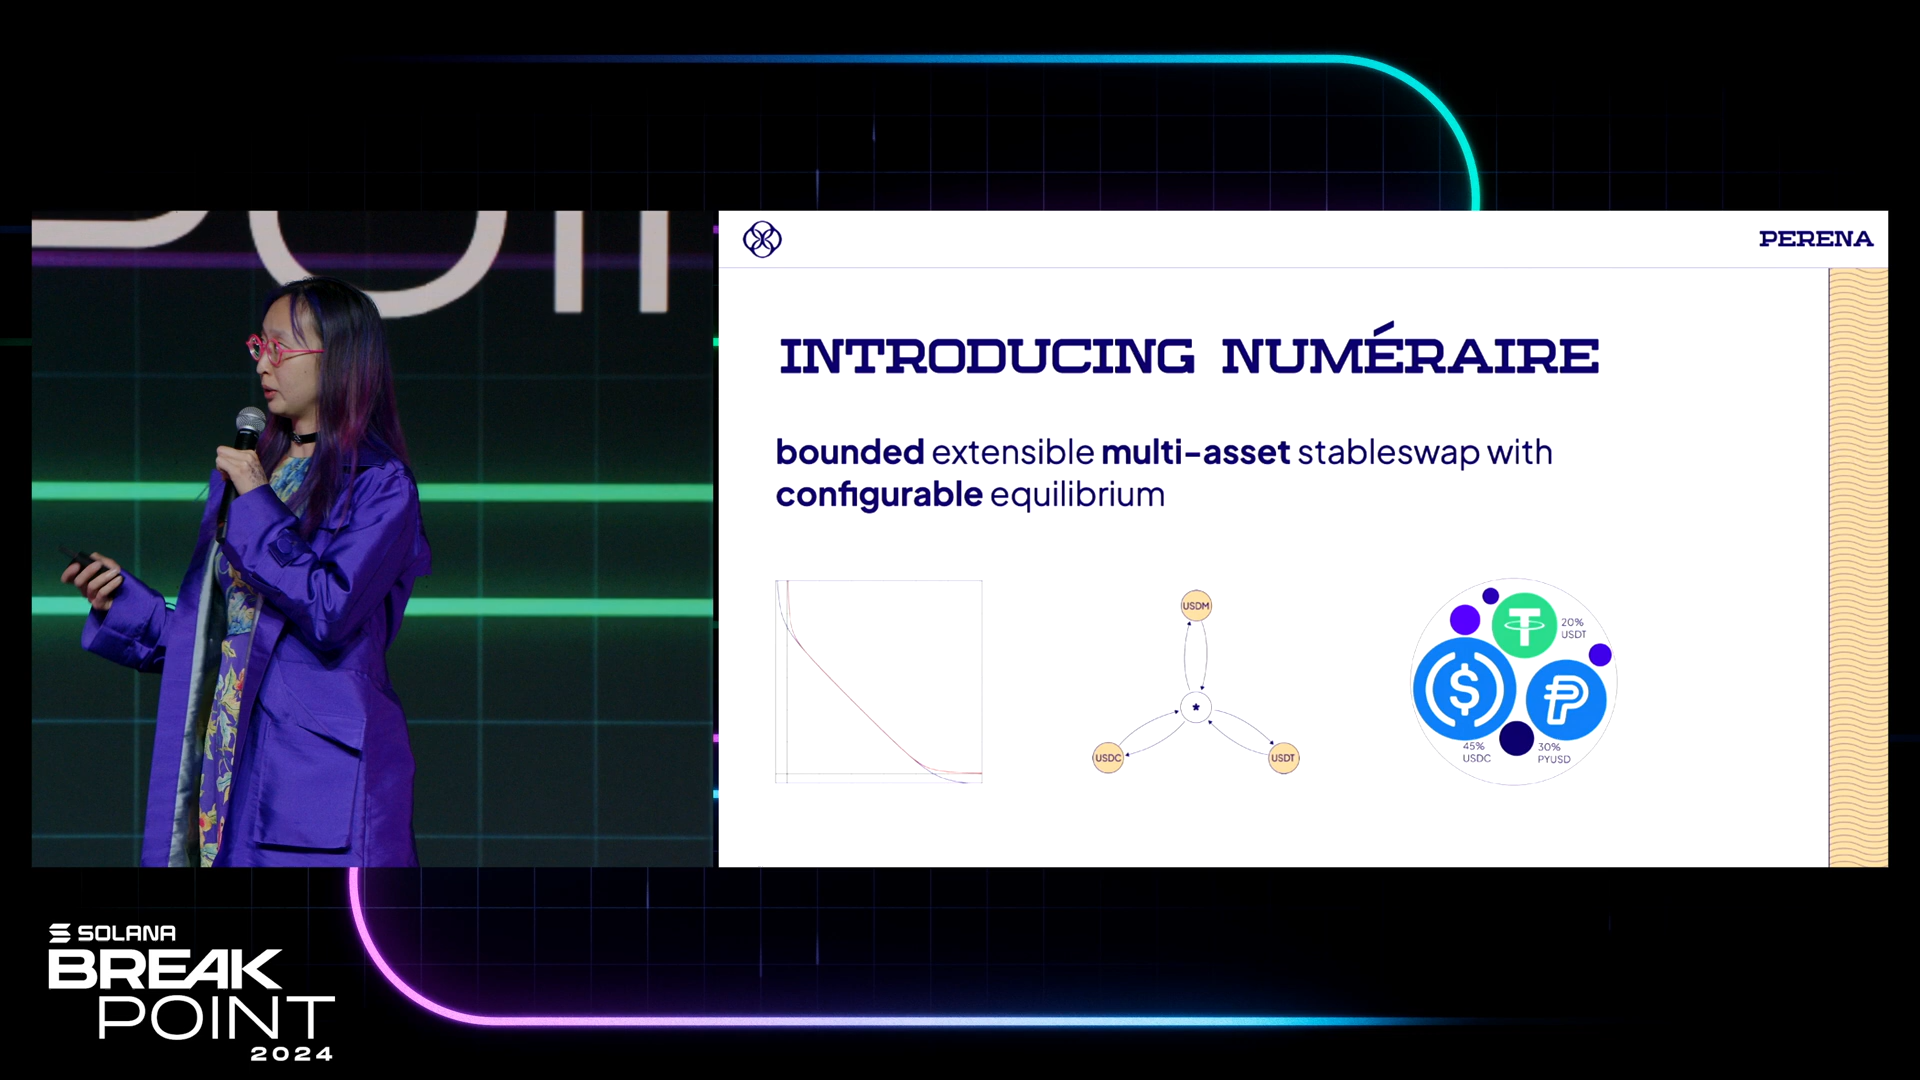 PERENA
INTRODUCING NUMÉRAIRE
bounded extensible multi-asset stableswap with
configurable equilibrium
USDM
USDC
USDT
20%
USDT
45%
USDC
30%
PYUSD
SOLANA
BREAK
POINT
2024